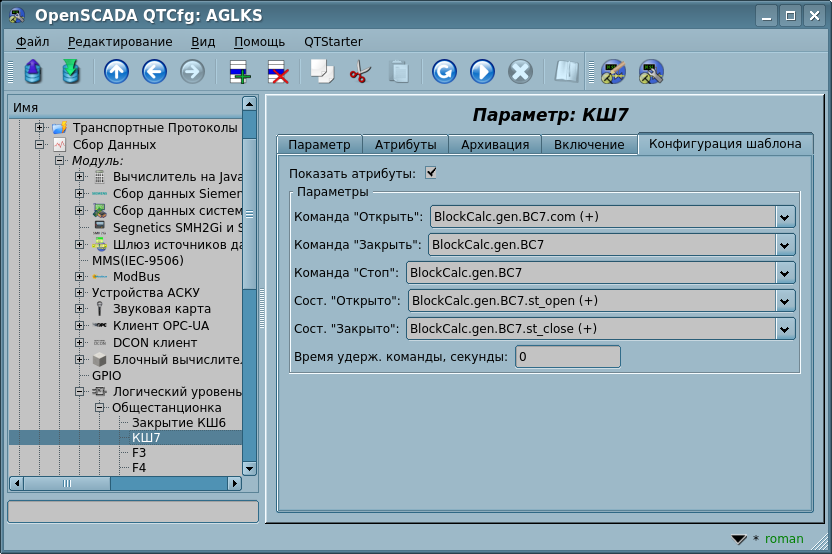 OpenSCADA QTCfg: AGLKS
Файл Редактирование Вид Помощь QTStarter
Имя
Транспортные Протоколы
Сбор Данных
Модуль:
Вычислитель на Java
Сбор данных Siemen
Сбор данных систем
Segnetics SMH2Gi и S
Шлюз источников да
MMS(IEC-9506)
ModBus
Устройства АСКУ
Звуковая карта
Клиент OPC-UA
DCON клиент
Блочный вычислите
GPIO
Логический уровень
Общестанционка
Закрытие КШ6
КШ7
F3
F4
Параметр: КШ7
Параметр Атрибуты Архивация Включение Конфигурация шаблона
Показать атрибуты:
Параметры
Команда "Открыть": BlockCalc.gen.BC7.com (+)
Команда "Закрыть": BlockCalc.gen.BC7
Команда "Стоп": BlockCalc.gen.BC7
Сост. "Открыто": BlockCalc.gen.BC7.st_open (+)
Сост. "Закрыто": BlockCalc.gen.BC7.st_close (+)
Время удерж. команды, секунды: 0
* roman